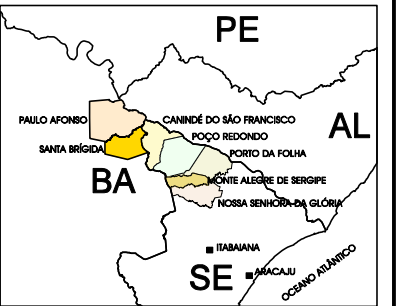 PE
PAULO AFONSO
CANINDÉ DO SÃO FRANCISCO
AL
POÇO REDONDO
SANTA BRÍGIDA
PORTO DA FOLHA
BA
MONTE ALEGRE DE SERGIPE
NOSSA SENHORA DA GLÓRIA
ITABAIANA
SE
ARACAJU
OCEANO ATLÂNTICO